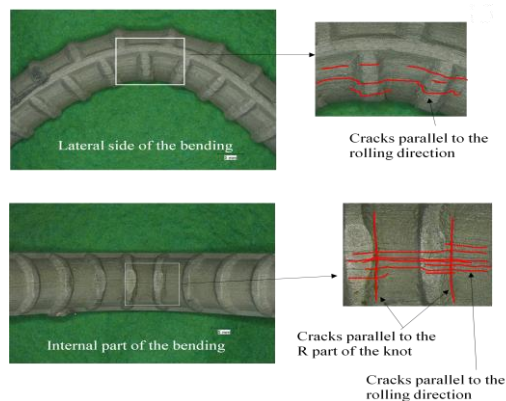 Lateral side of the bending
Cracks parallel to the
rolling direction
Internal part of the bending
Cracks parallel to the
R part of the knot
Cracks parallel to the
rolling direction